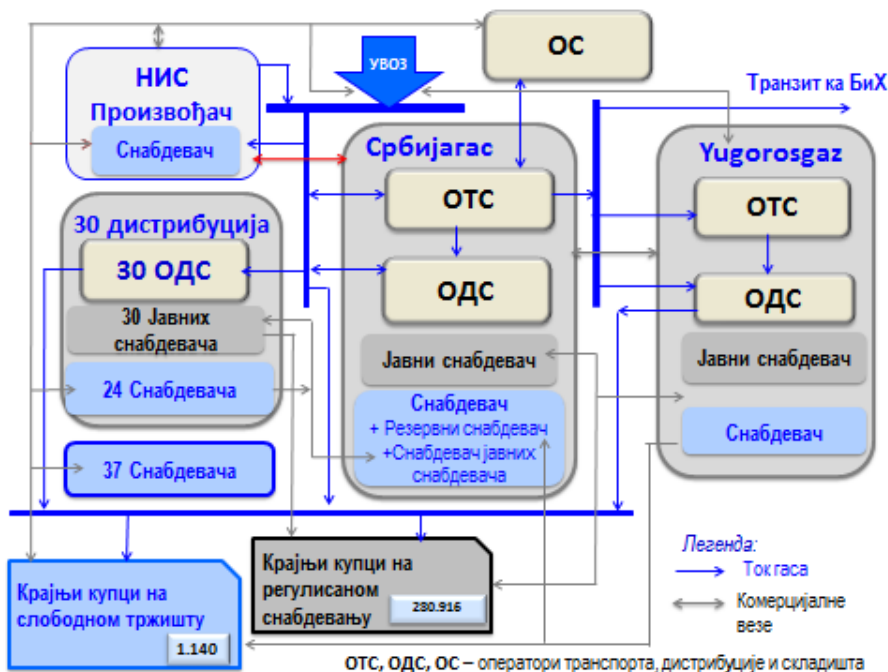 ОС
УВОЗ
НИС
Произвођач
Снабдевач
Транзит ка БиХ
Србијагас
ОТС
ОДС
Јавни снабдевач
Снабдевач
+ Резервни снабдевач
+Снабдевач јавних
снабдевача
Yugorosgaz
ОТС
ОДС
Јавни снабдевач
Снабдевач
30 дистрибуција
30 ОДС
30 Јавних
снабдевача
24 Снабдевача
37 Снабдевача
Крајњи купци на
слободном тржишту
1.140
Крајњи купци на
регулисаном
снабдевању
280.916
Легенда:
Ток гаса
Комерцијалне
везе
ОТС, ОДС, ОС – оператори транспорта, дистрибуције и складишта